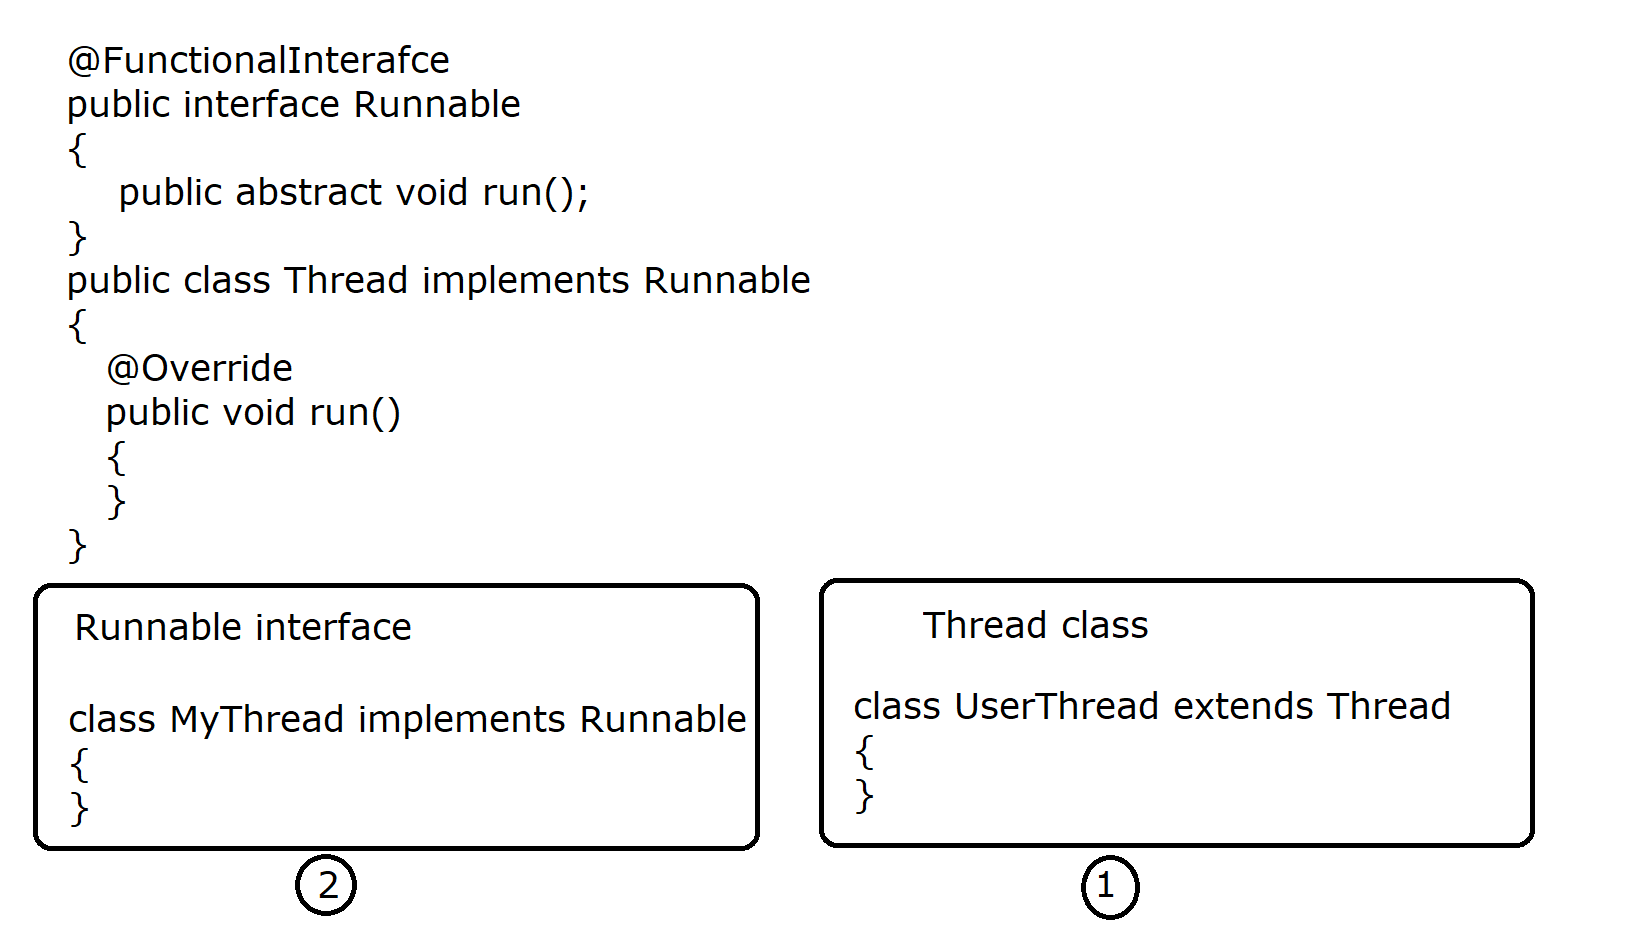 @FunctionalInterafce
public interface Runnable
{
public abstract void run();
}
public class Thread implements Runnable
{
@Override
public void run()
{
}
}
Runnable interface
class MyThread implements Runnable
{
}
2
Thread class
class UserThread extends Thread
{
}
1